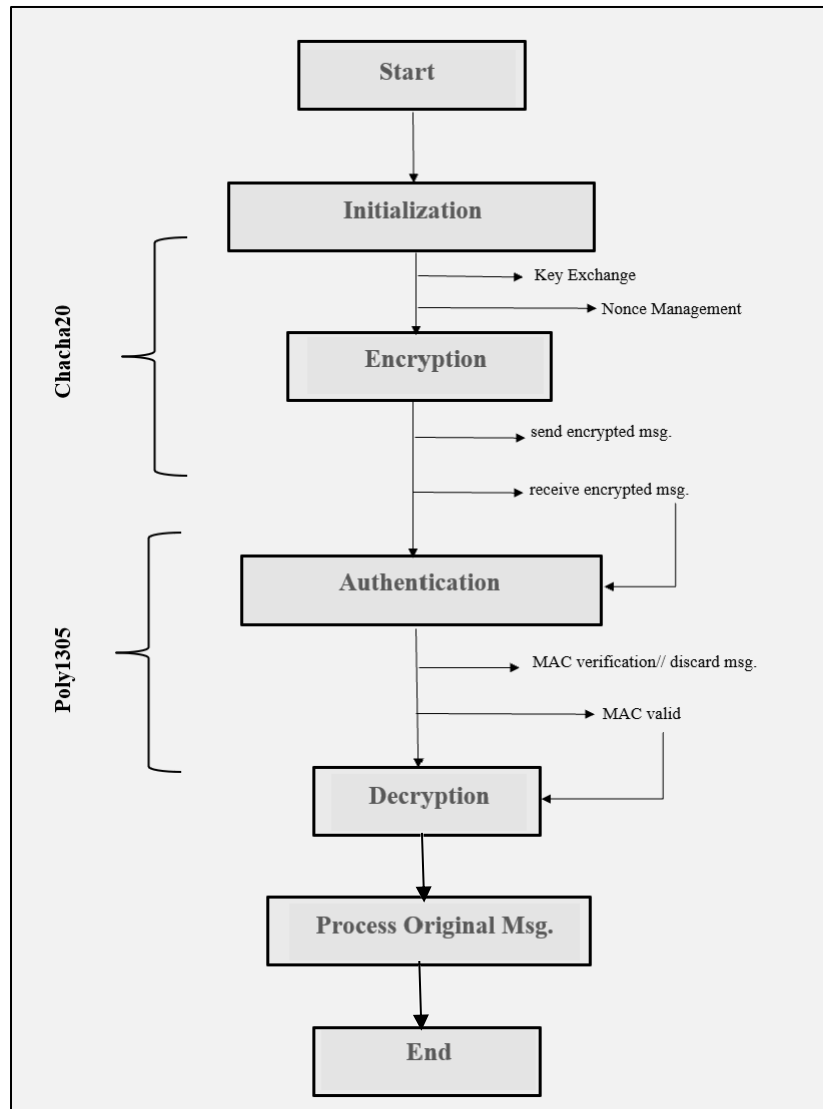 Start
Initialization
Key Exchange
Nonce Management
Chacha20
Encryption
send encrypted msg.
receive encrypted msg.
Authentication
Poly1305
MAC verification// discard msg.
MAC valid
Decryption
Process Original Msg.
End